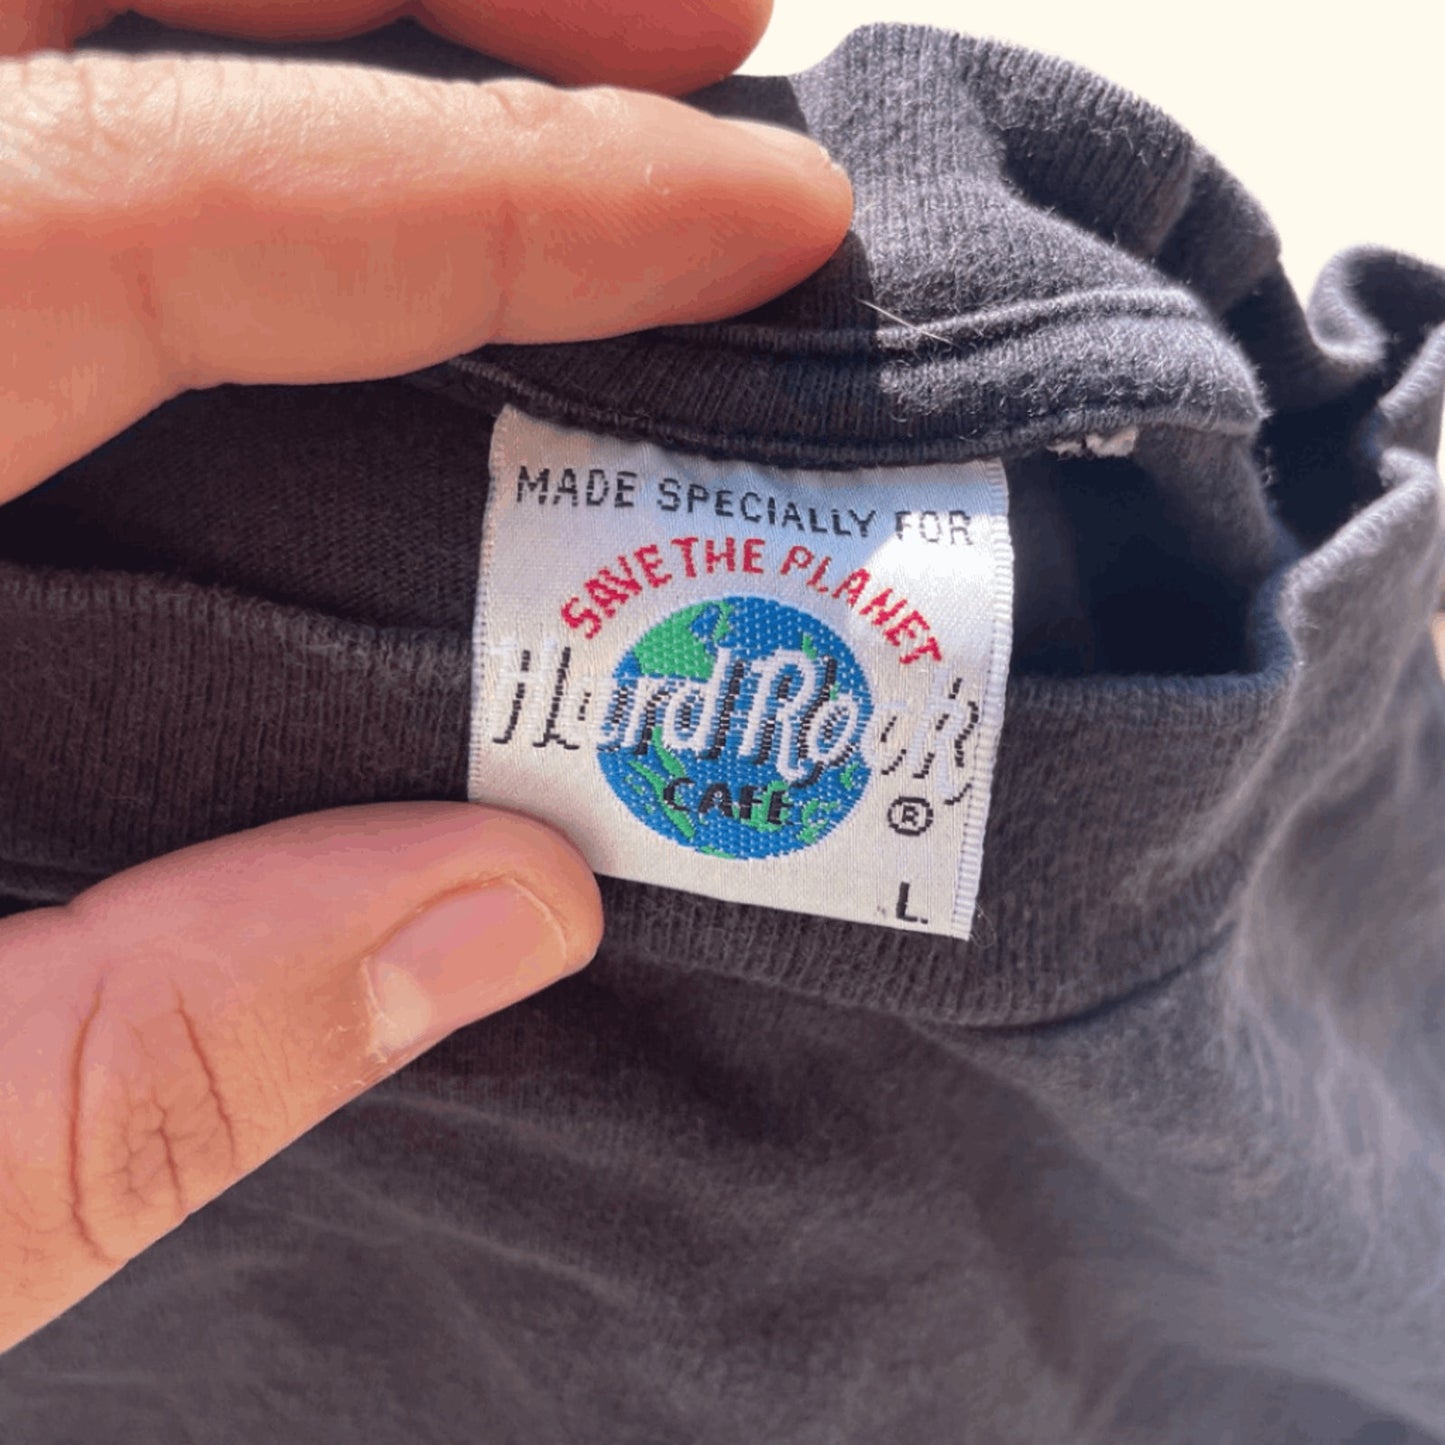 MADE SPECIALLY FOR
SAVE THE PLANET
Hard Rock
CAFE
®
L